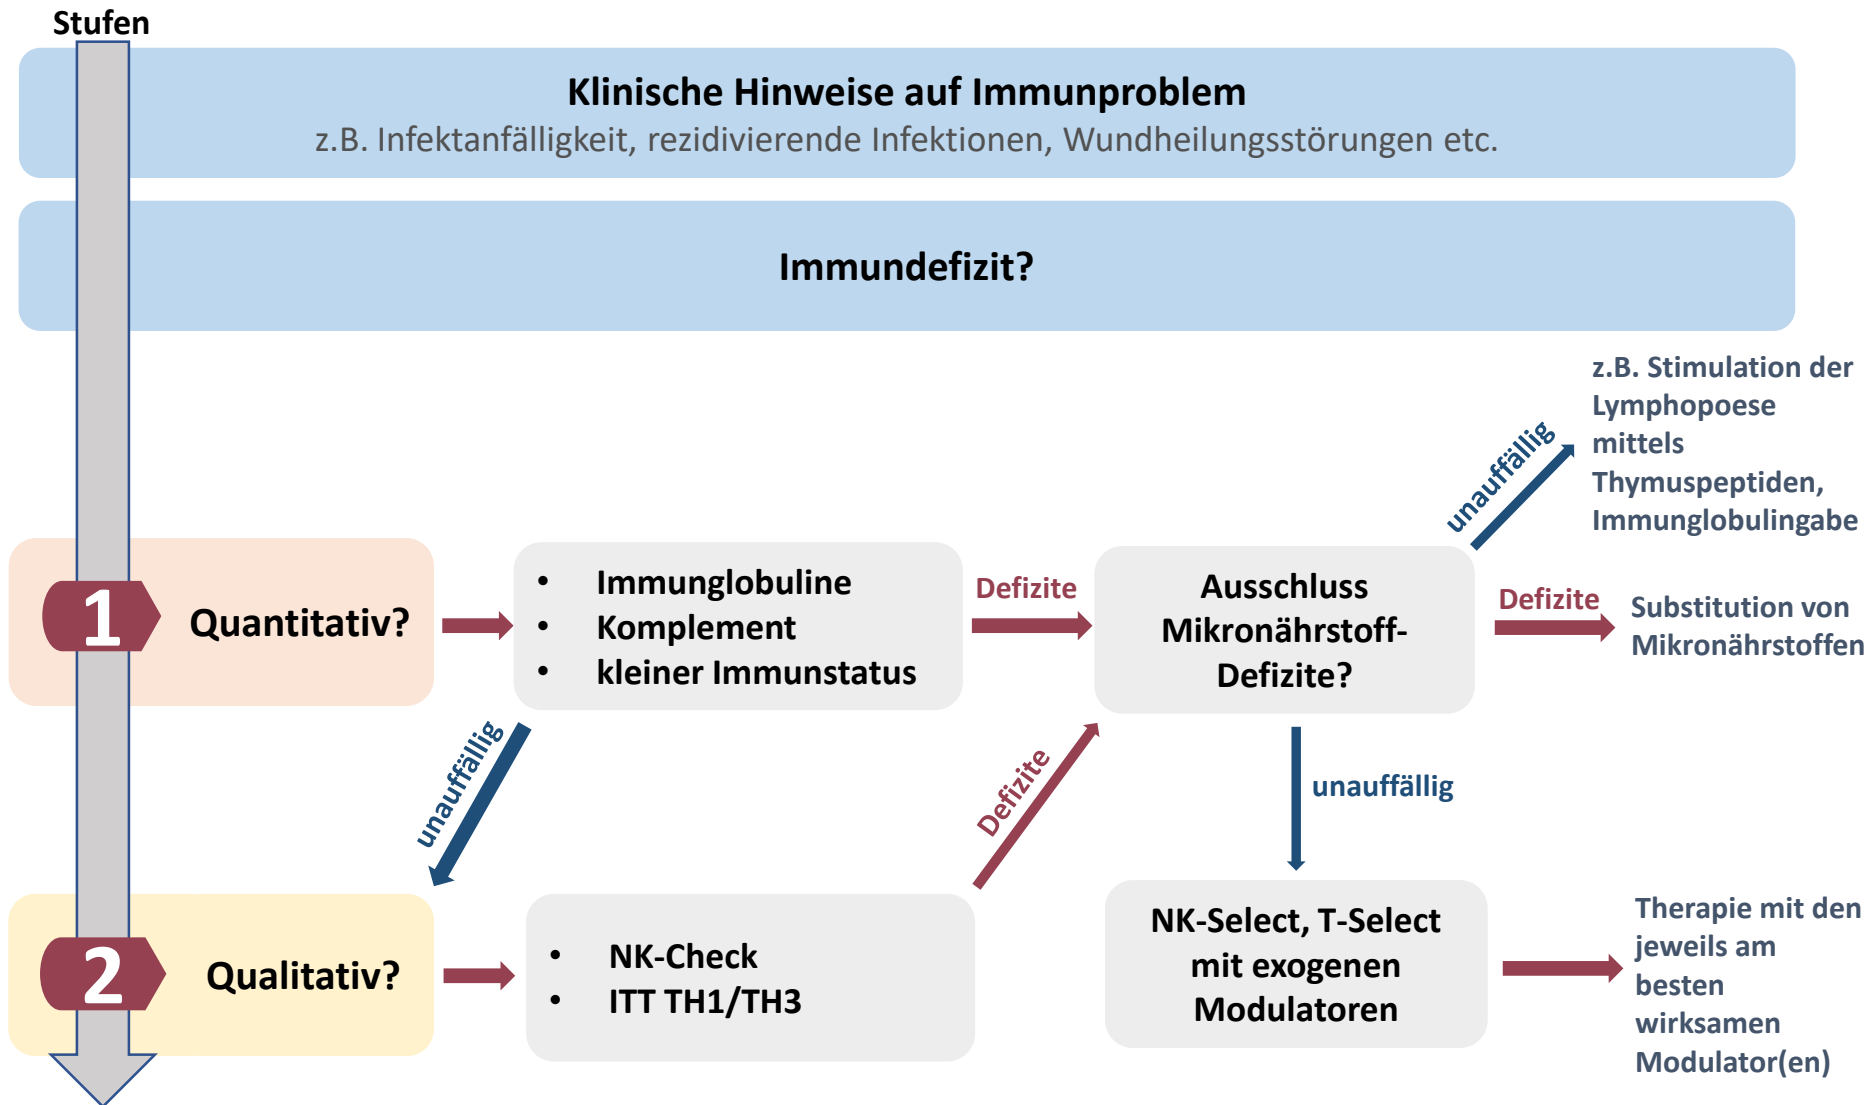 Stufen
Klinische Hinweise auf Immunproblem
z.B. Infektanfälligkeit, rezidivierende Infektionen, Wundheilungsstörungen etc.
Immundefizit?
1
Quantitativ?
• Immunglobuline
• Komplement
• kleiner Immunstatus
Defizite
Ausschluss
Mikronährstoff-
Defizite?
unauffällig
z.B. Stimulation der
Lymphopoese
mittels
Thymuspeptiden,
Immunglobulingabe
Defizite
Substitution von
Mikronährstoffen
unauffällig
Defizite
unauffällig
2
Qualitativ?
• NK-Check
• ITT TH1/TH3
NK-Select, T-Select
mit exogenen
Modulatoren
Therapie mit den
jeweils am
besten
wirksamen
Modulator(en)